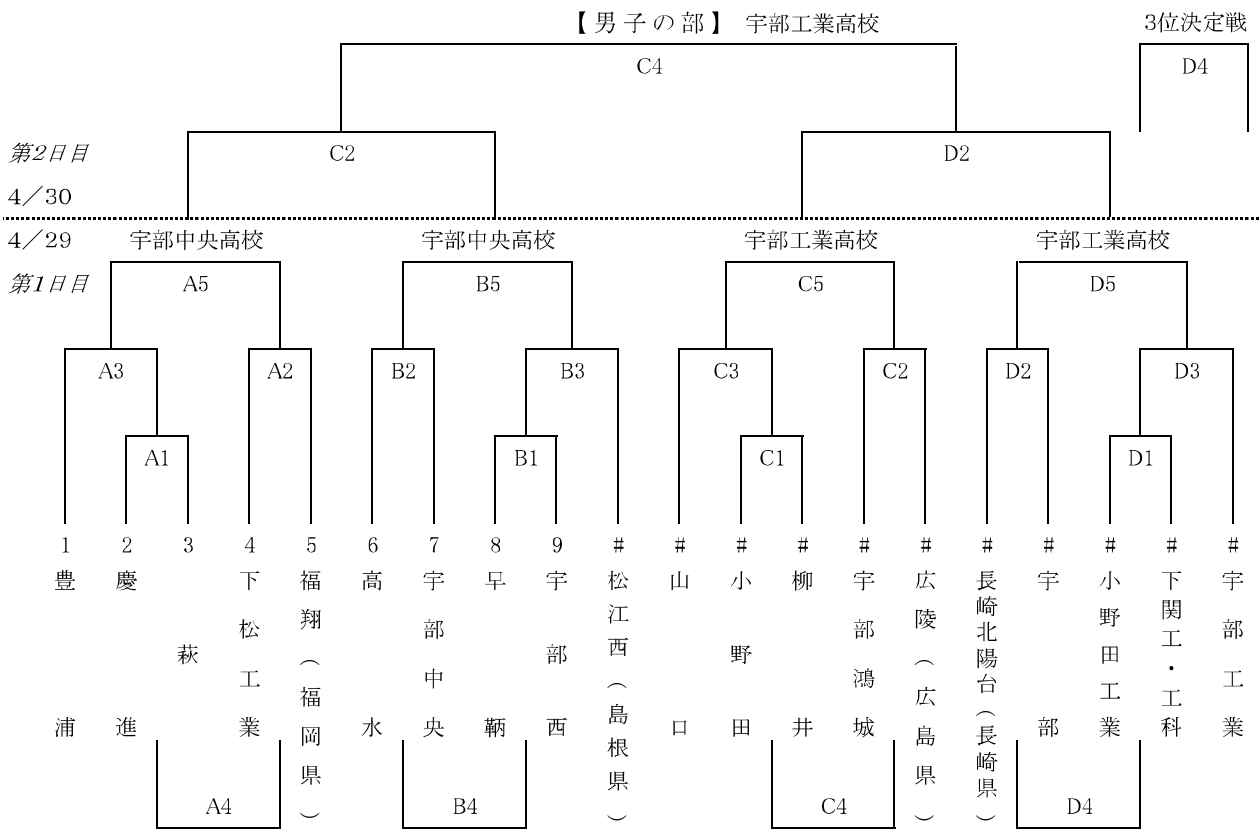 【男子の部】 宇部工業高校 3位決定戦
C4 D4
第2日目 C2 D2
4/30
4/29 宇部中央高校 宇部中央高校 宇部工業高校 宇部工業高校
第1日目 A5 B5 C5 D5
A3 A2 B2 B3 C3 C2 D2 D3
A1 B1 C1 D1
1 2 3 4 5 6 7 8 9 # # # # # # # # # # #
豊浦
慶進
萩
下松工業
福翔(福岡県)
高水
宇部中央
早鞆
宇部西
松江西(島根県)
山口
小野田
柳井
宇部鴻城
広陵(広島県)
長崎北陽台(長崎県)
宇部
小野田工業
下関工・工科
宇部工業
A4 B4 C4 D4